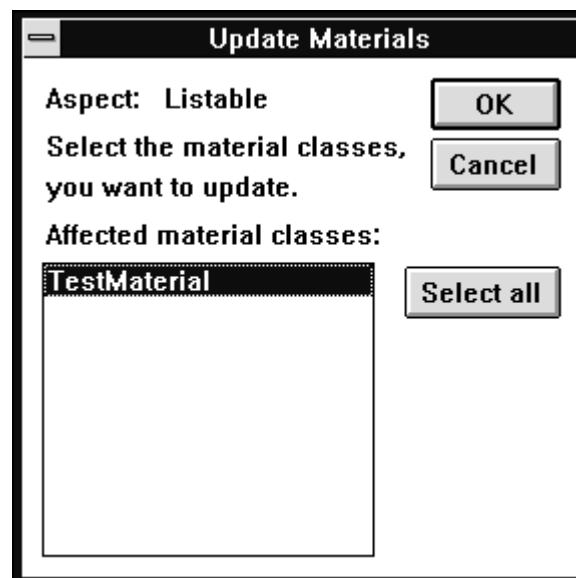 Update Materials
Aspect: Listable
OK
Select the material classes,
you want to update.
Cancel
Affected material classes:
TestMaterial
Select all